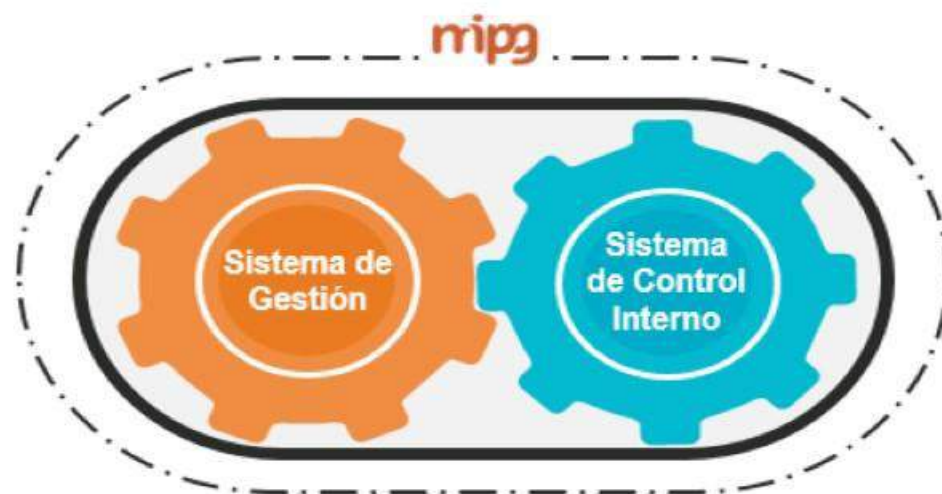 mipg
Sistema de
Gestión
Sistema
de Control
Interno